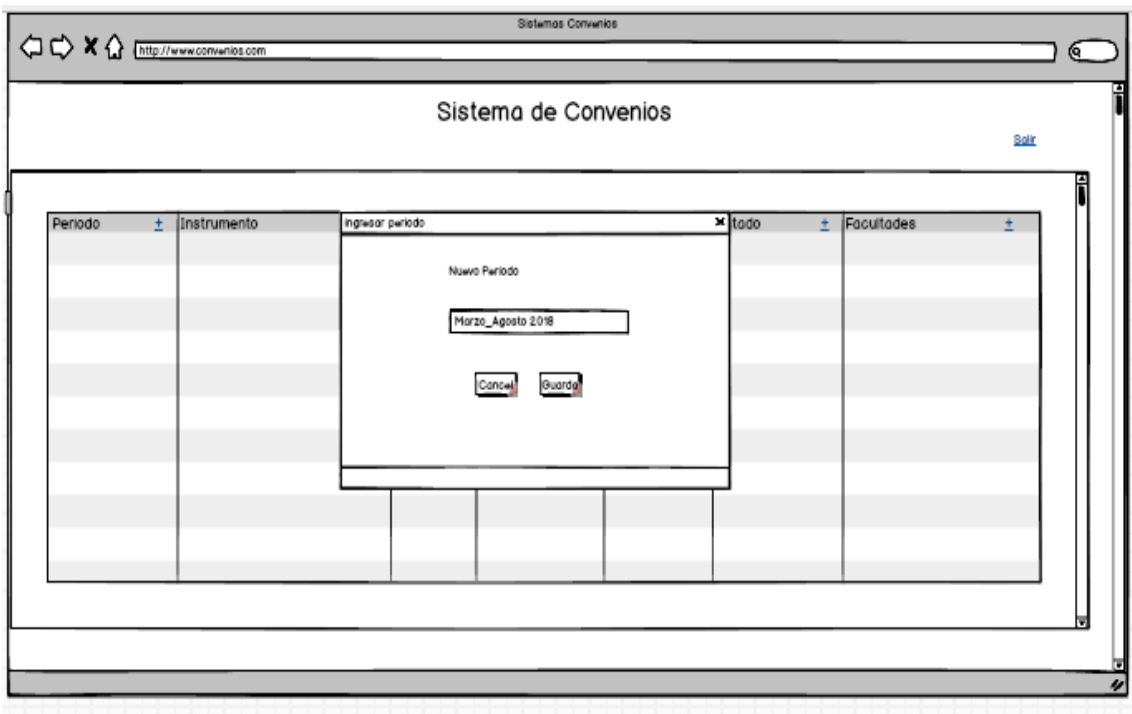 Sistemas Convenios
http://www.convenios.com
Sistema de Convenios
Salir
Periodo + Instrumento tado + Facultades +
Ingresar periodo
Nuevo Periodo
Marzo_Agosto 2018
Cancel Guarda